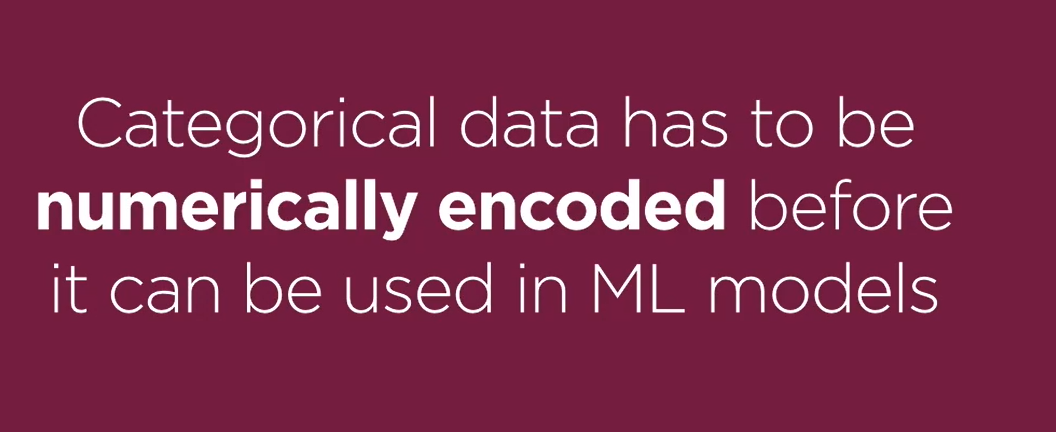 Categorical data has to be
numerically encoded before
it can be used in ML models